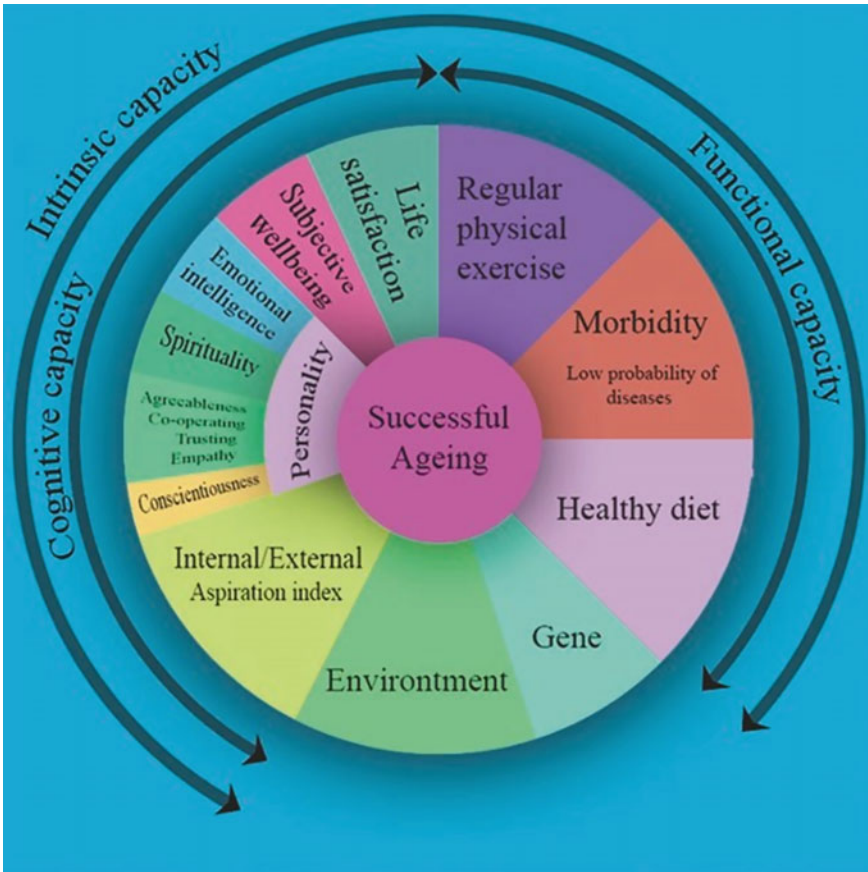 Intrinsic capacity
Cognitive capacity
Functional capacity
Successful
Ageing
Regular
physical
exercise
Morbidity
Low probability of
diseases
Healthy diet
Gene
Environtment
Internal/External
Aspiration index
Personality
Conscientiousness
Agreeableness
Co-operating
Trusting
Empathy
Spirituality
Emotional
intelligence
Subjective
wellbeing
Life
satisfaction